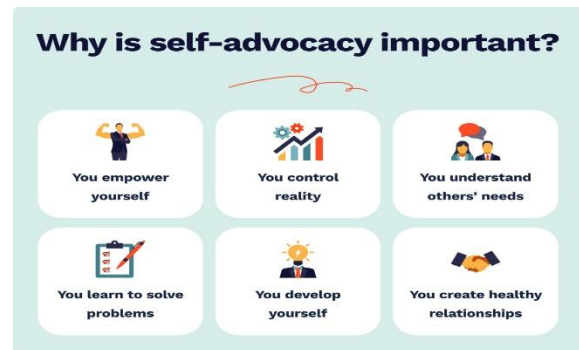 Why is self-advocacy important?
You empower
yourself
You control
reality
You understand
others' needs
You learn to solve
problems
You develop
yourself
You create healthy
relationships